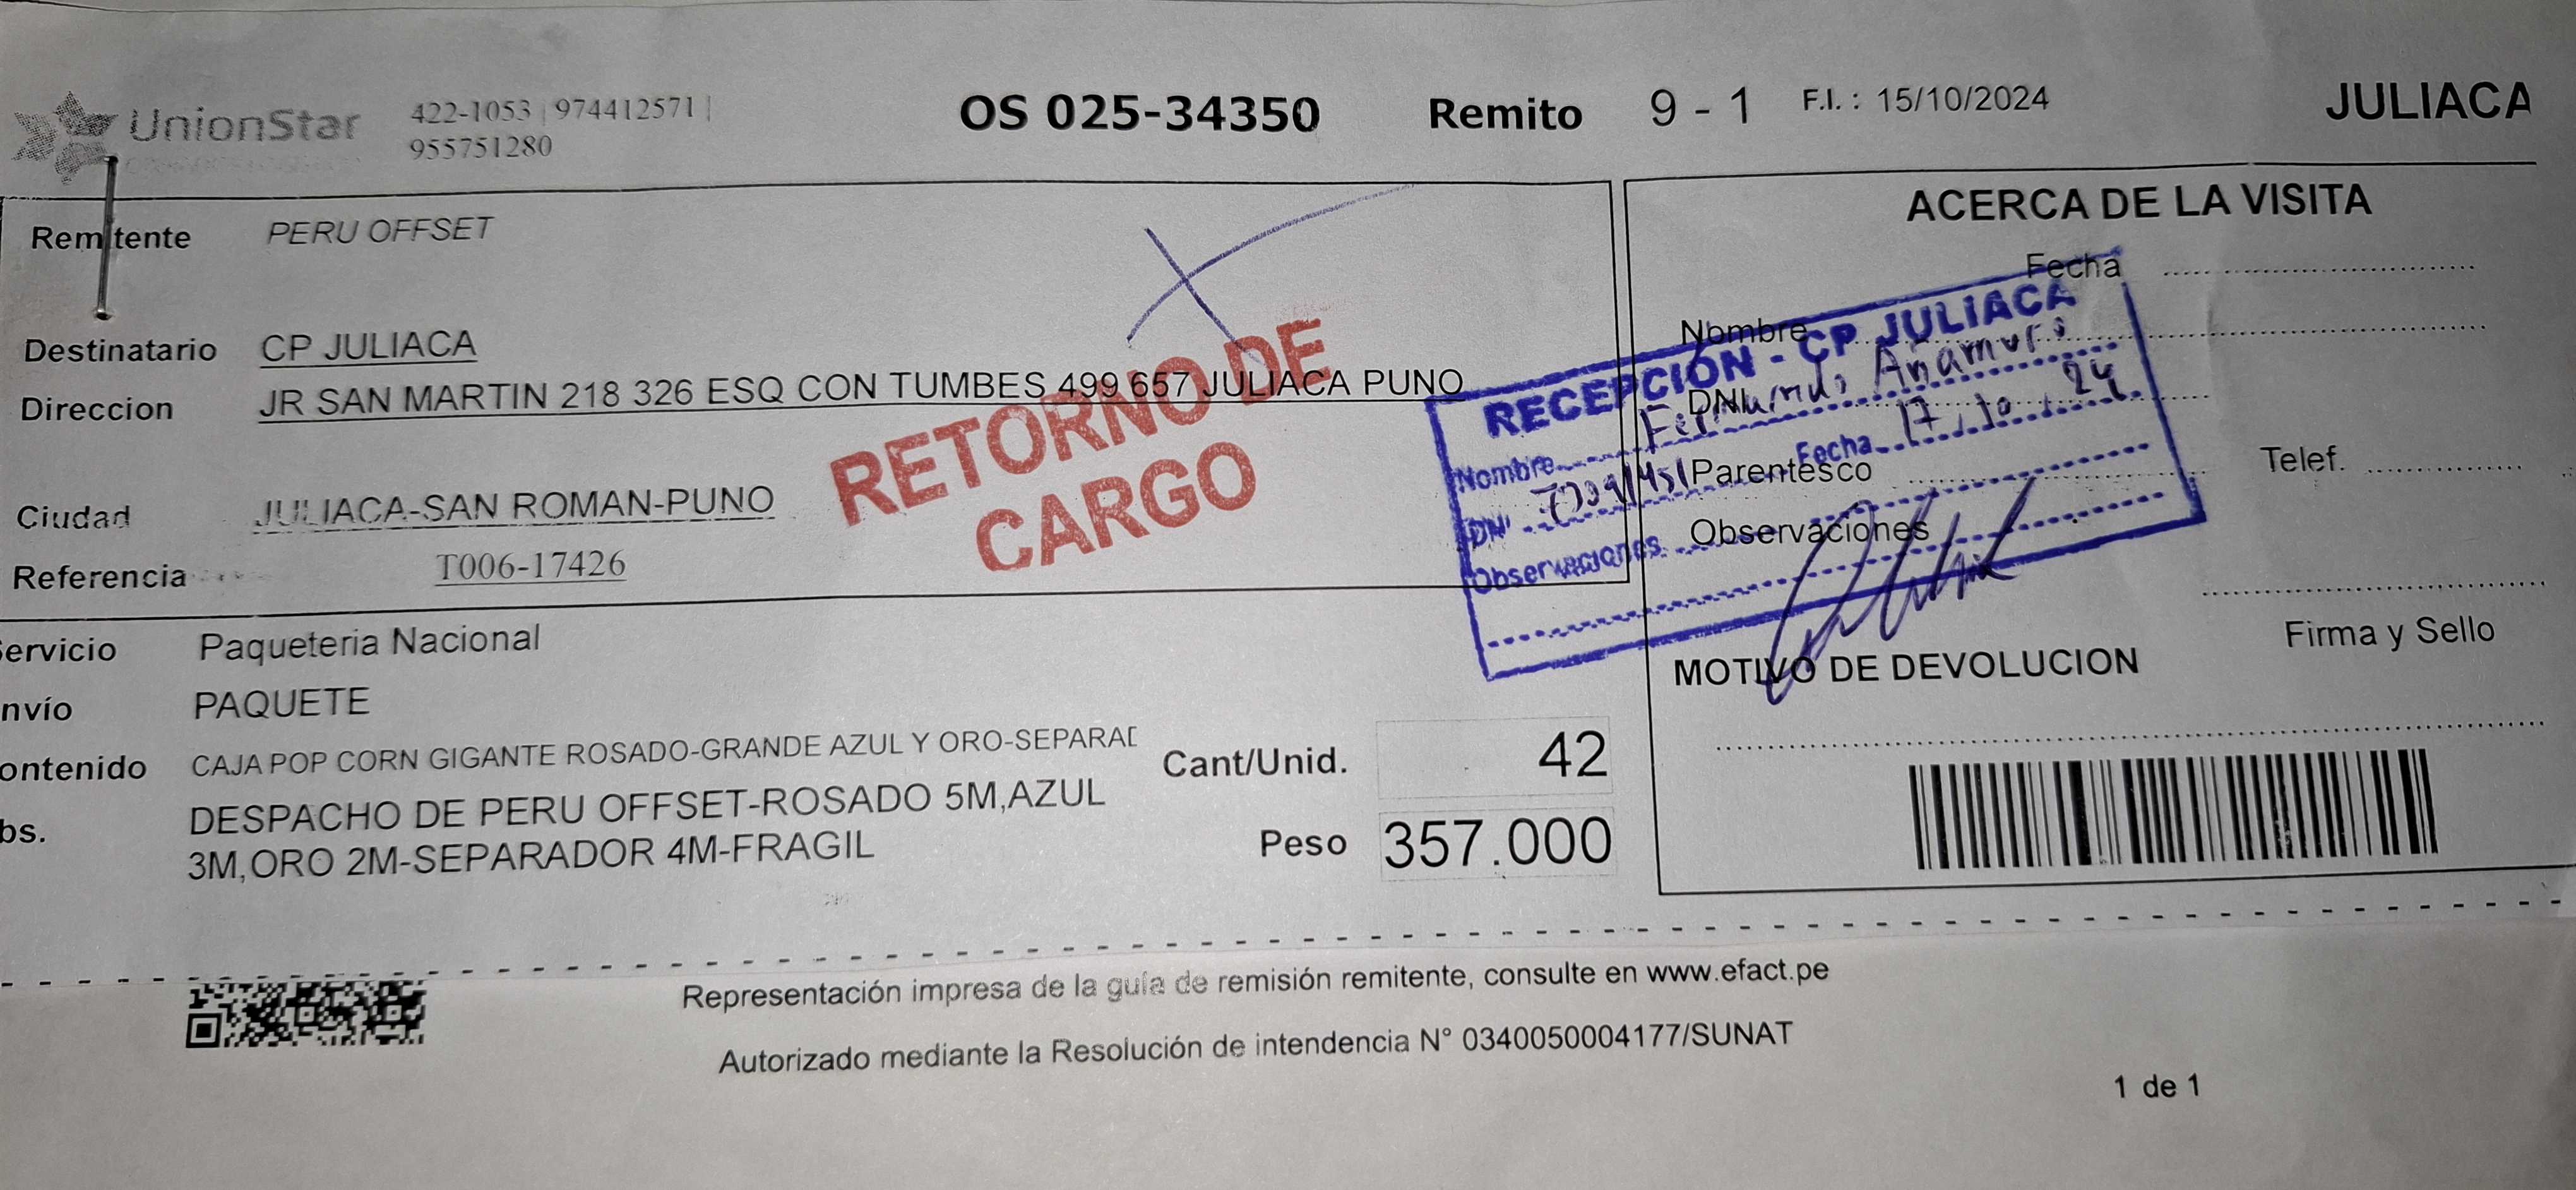 UnionStar 422-1053 | 974412571 |
955751280
OS 025-34350 Remito 9 - 1 F.I. : 15/10/2024 JULIACA
Remitente PERU OFFSET
Destinatario CP JULIACA
Direccion JR SAN MARTIN 218 326 ESQ CON TUMBES 499 657 JULIACA PUNO
Ciudad JULIACA-SAN ROMAN-PUNO
Referencia T006-17426
RETORNO DE
CARGO
ACERCA DE LA VISITA
Fecha
Nombre
DNI
Parentesco Telef.
Observaciones
Firma y Sello
MOTIVO DE DEVOLUCION
RECEPCIÓN - CP JULIACA
Nombre
Fecha 17 10 24
Observaciones
ervicio Paqueteria Nacional
nvío PAQUETE
ontenido CAJA POP CORN GIGANTE ROSADO-GRANDE AZUL Y ORO-SEPARAD
bs. DESPACHO DE PERU OFFSET-ROSADO 5M,AZUL
3M,ORO 2M-SEPARADOR 4M-FRAGIL
Cant/Unid. 42
Peso 357.000
Representación impresa de la guía de remisión remitente, consulte en www.efact.pe
Autorizado mediante la Resolución de intendencia N° 0340050004177/SUNAT
1 de 1